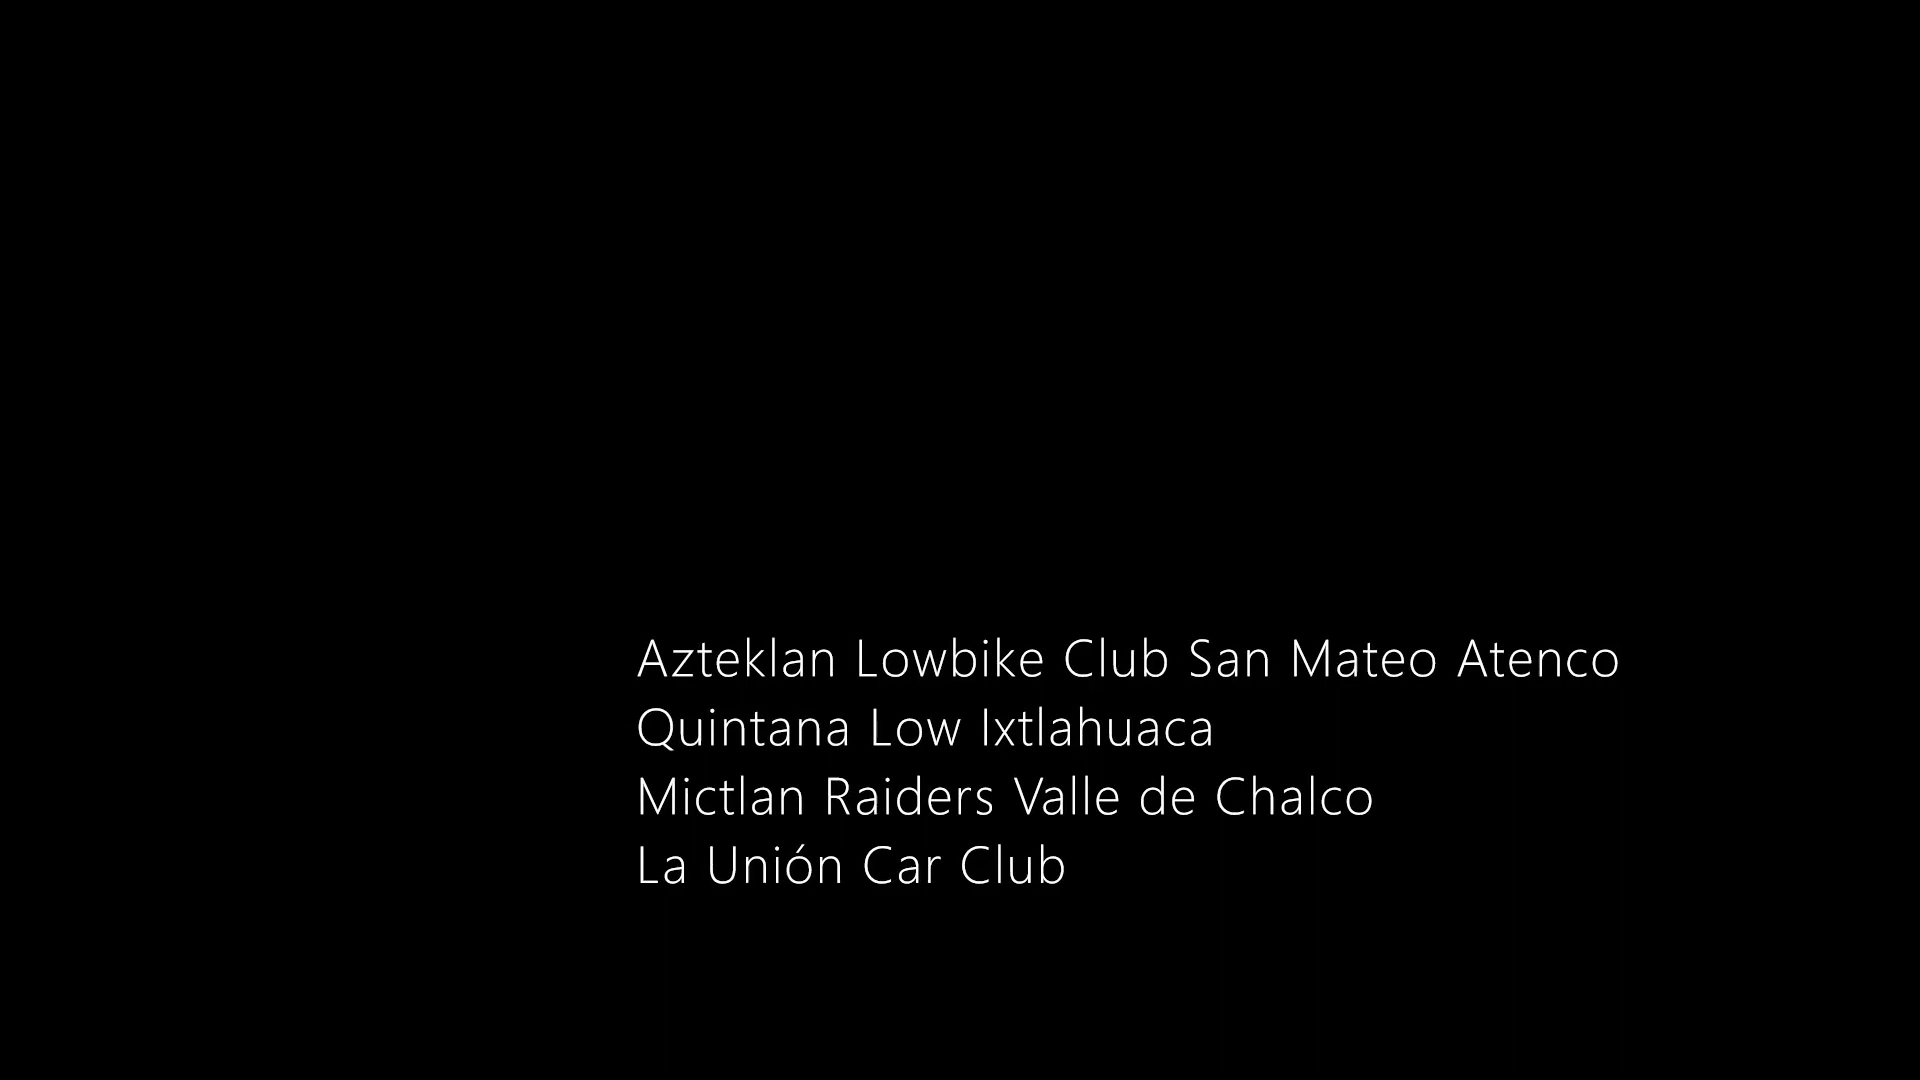 Azteklan Lowbike Club San Mateo Atenco
Quintana Low Ixtlahuaca
Mictlan Raiders Valle de Chalco
La Unión Car Club